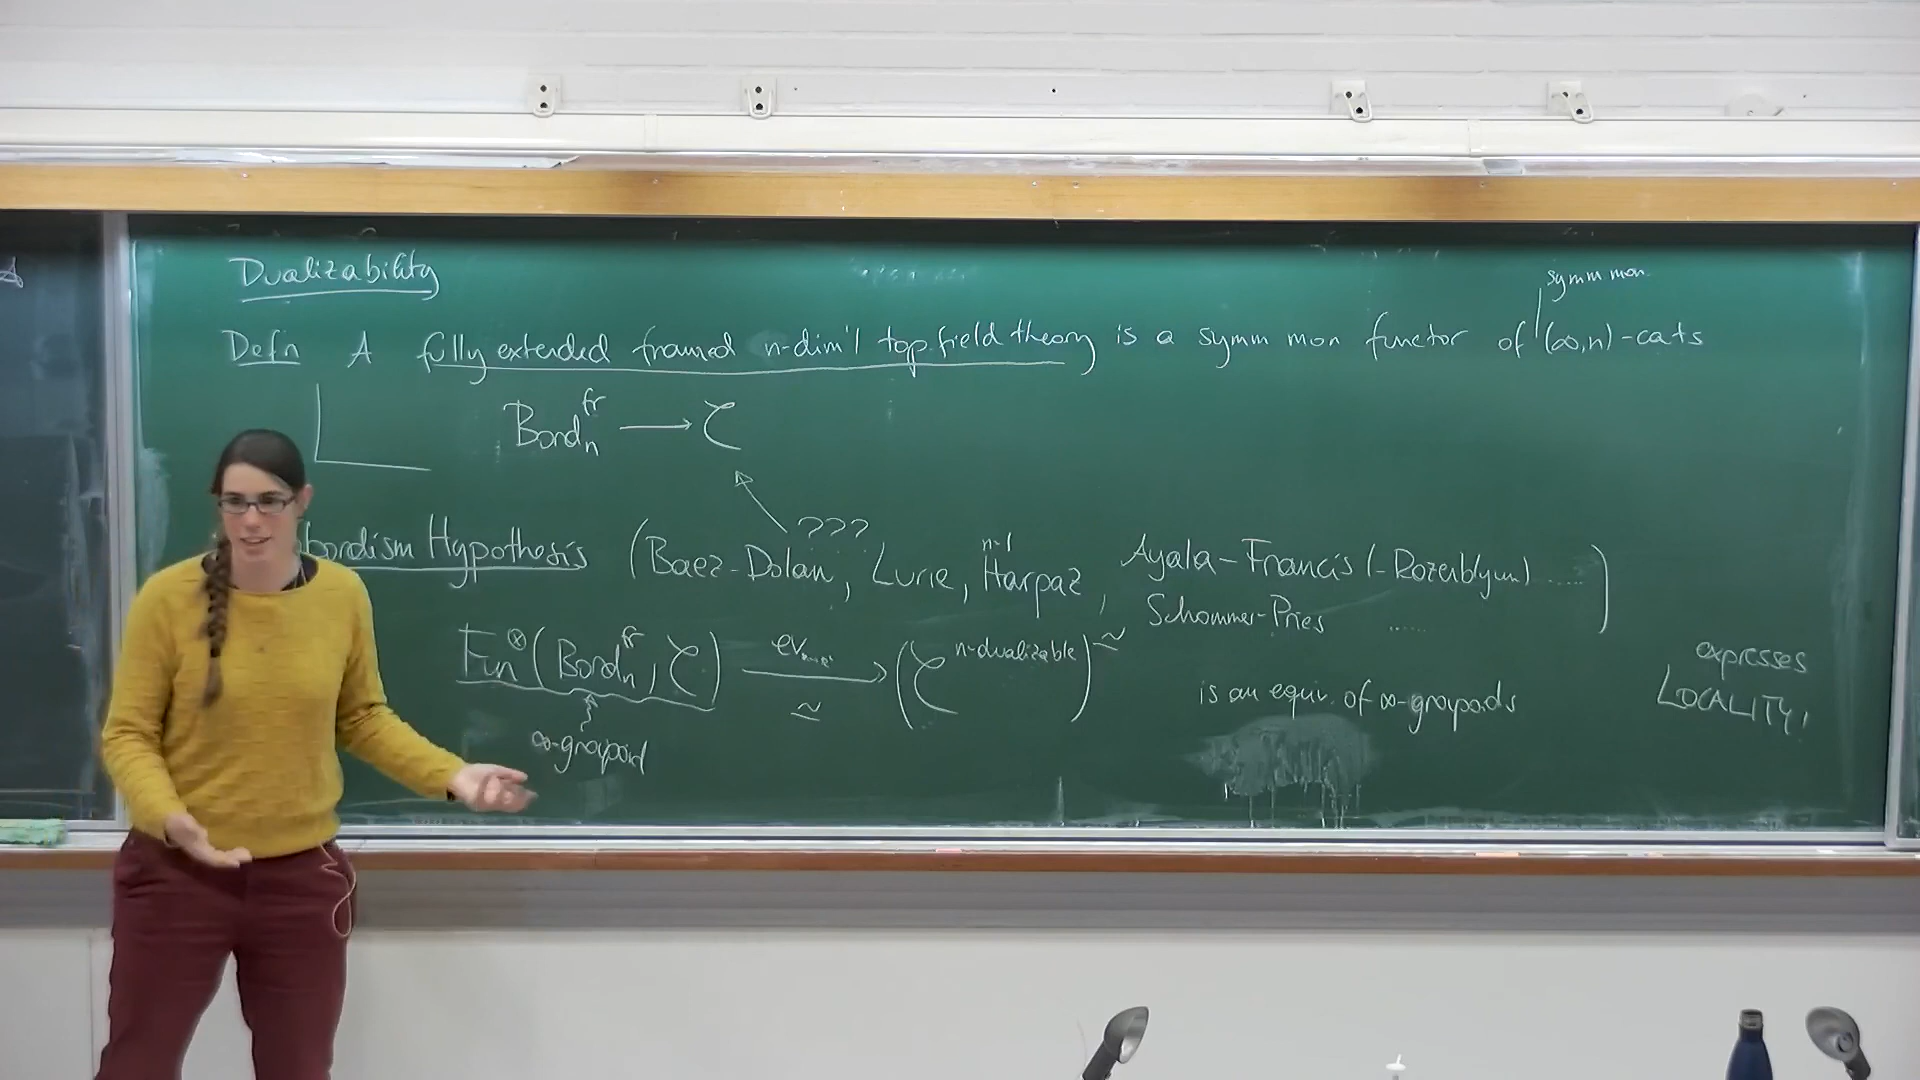 Dualizability
symm mon.
Defn A fully extended framed n-dim'l top. field theory is a symm mon functor of (∞,n)-cats
Bord_n^fr ⟶ C
???
bordism Hypothesis (Baez-Dolan, Lurie, Harpaz, Ayala-Francis (-Rozenblyum) .....)
n=1
Schommer-Pries .....
Fun^⊗(Bord_n^fr, C) ⟶ (C^n-dualizable)^≃
ev
≃
is an equiv. of ∞-groupoids
expresses
LOCALITY!
∞-groupoid